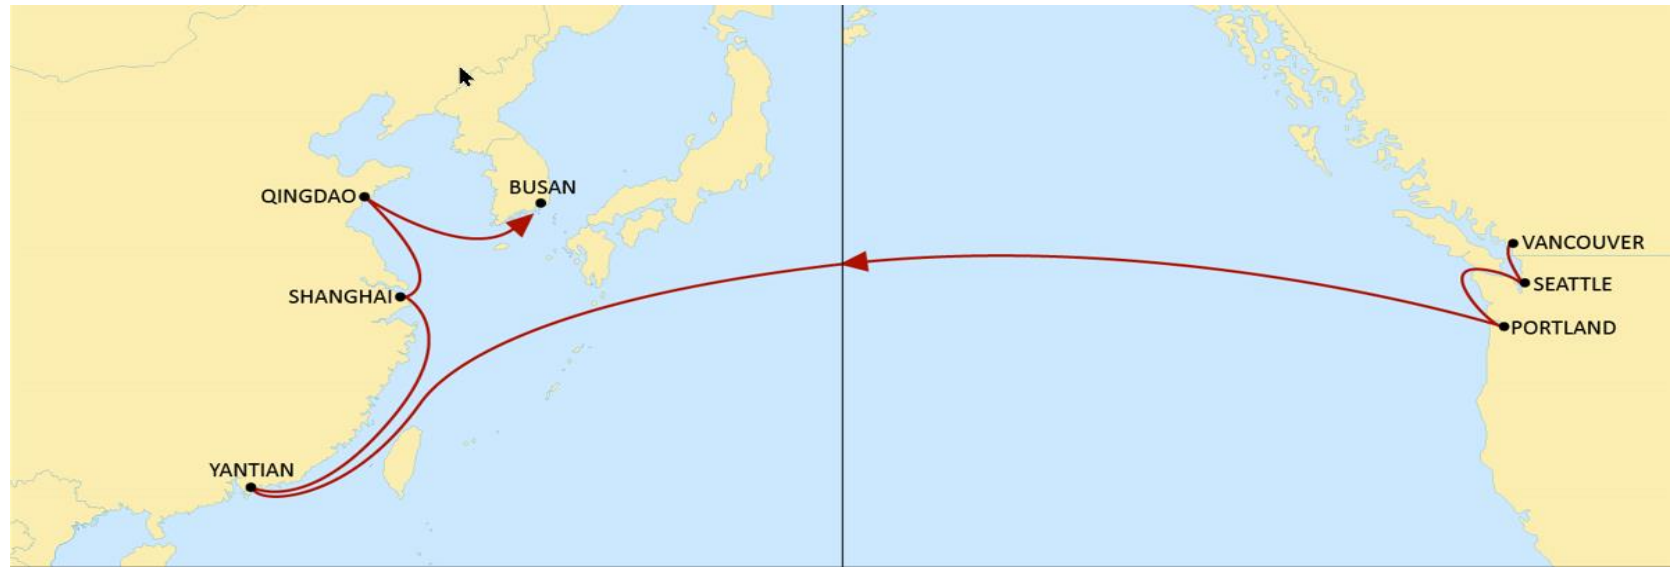 BUSAN
QINGDAO
VANCOUVER
SEATTLE
SHANGHAI
PORTLAND
YANTIAN